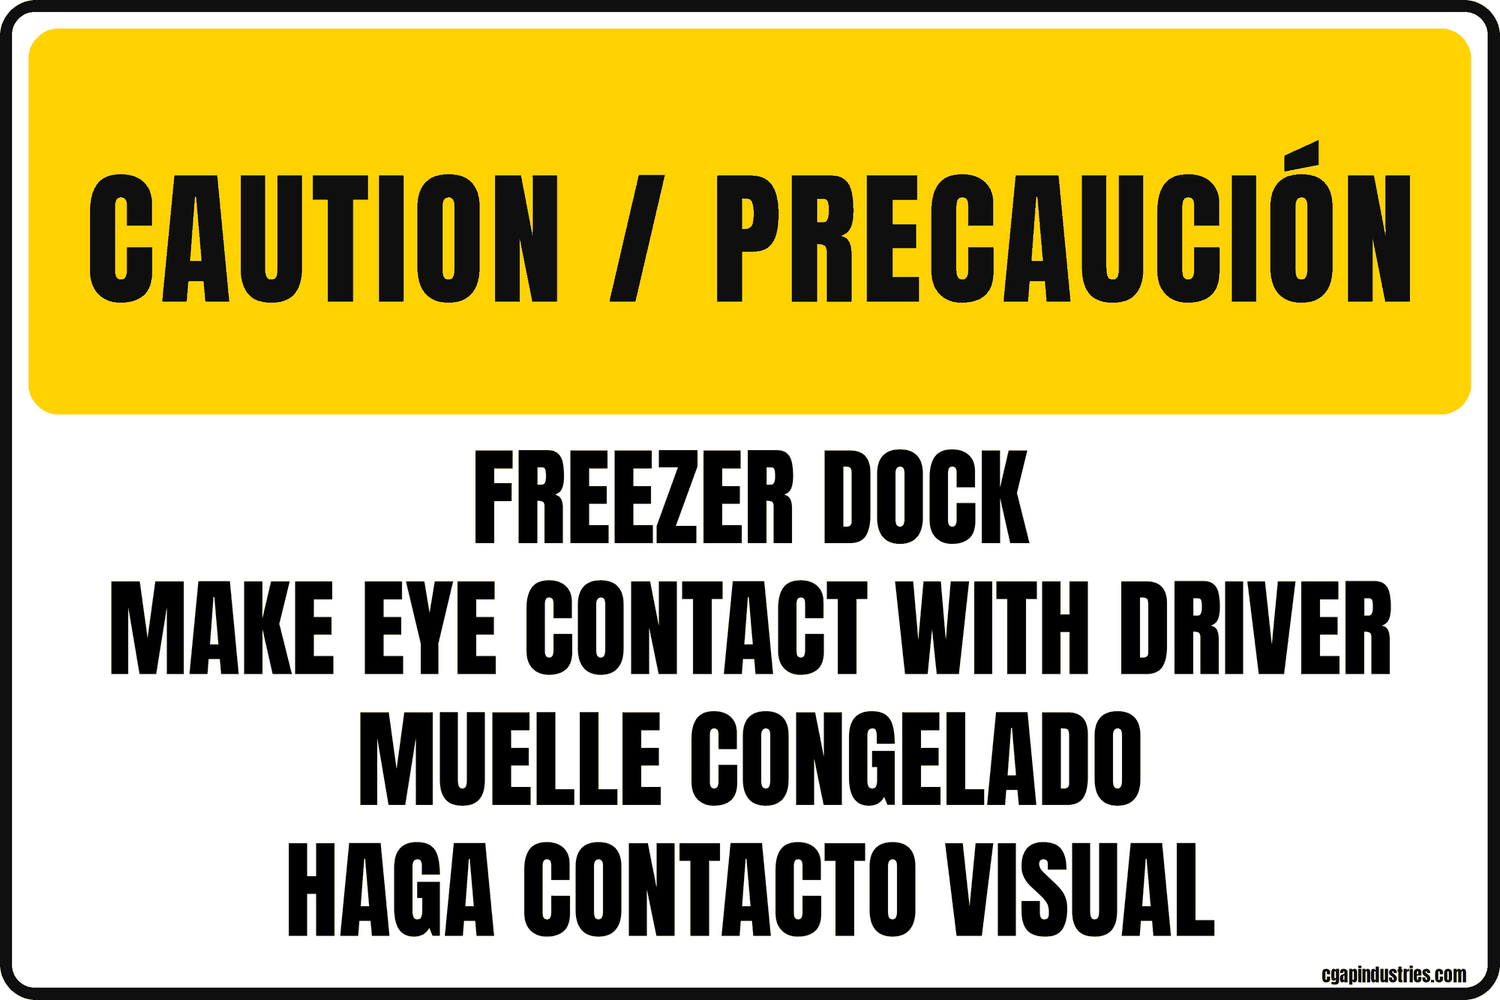 CAUTION / PRECAUCIÓN
FREEZER DOCK
MAKE EYE CONTACT WITH DRIVER
MUELLE CONGELADO
HAGA CONTACTO VISUAL
cgapindustries.com